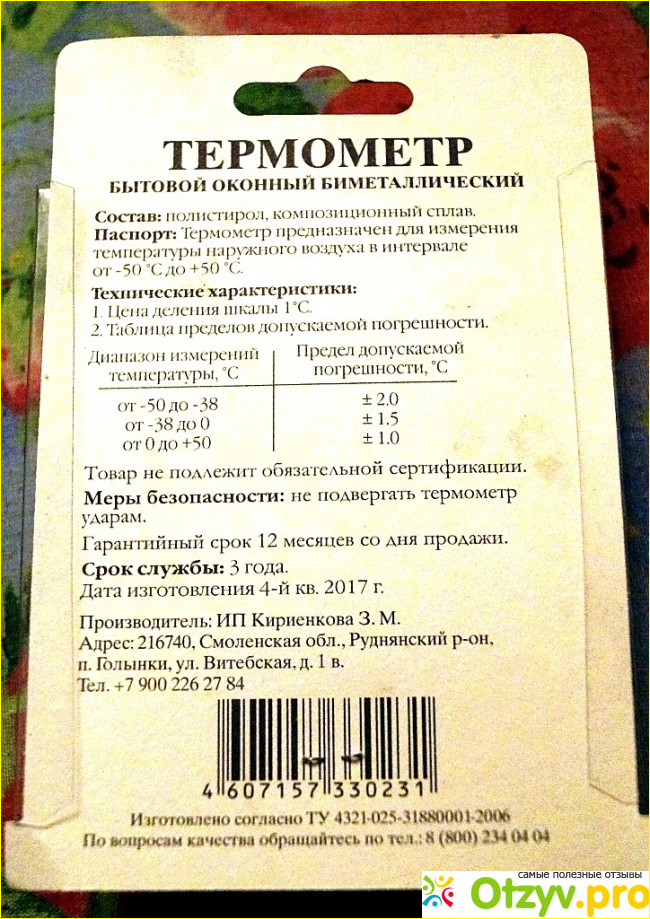 ТЕРМОМЕТР
БЫТОВОЙ ОКОННЫЙ БИМЕТАЛЛИЧЕСКИЙ
Состав: полистирол, композиционный сплав.
Паспорт: Термометр предназначен для измерения
температуры наружного воздуха в интервале
от -50 °С до +50 °С.
Технические характеристики:
1. Цена деления шкалы 1°С.
2. Таблица пределов допускаемой погрешности.
Диапазон измерений температуры, °С
Предел допускаемой погрешности, °С
от -50 до -38 ± 2.0
от -38 до 0 ± 1.5
от 0 до +50 ± 1.0
Товар не подлежит обязательной сертификации.
Меры безопасности: не подвергать термометр
ударам.
Гарантийный срок 12 месяцев со дня продажи.
Срок службы: 3 года.
Дата изготовления 4-й кв. 2017 г.
Производитель: ИП Кириенкова З. М.
Адрес: 216740, Смоленская обл., Руднянский р-он,
п. Голынки, ул. Витебская, д. 1 в.
Тел. +7 900 226 27 84
4 607157 330231
Изготовлено согласно ТУ 4321-025-31880001-2006
По вопросам качества обращайтесь по тел.: 8 (800) 234 04 04
самые полезные отзывы
Otzyv.pro